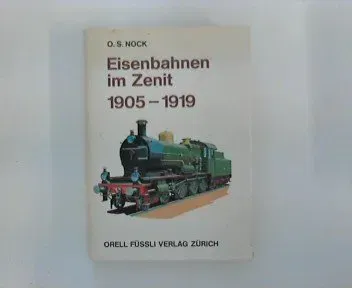 O. S. NOCK
Eisenbahnen
im Zenit
1905 – 1919
ORELL FÜSSLI VERLAG ZÜRICH